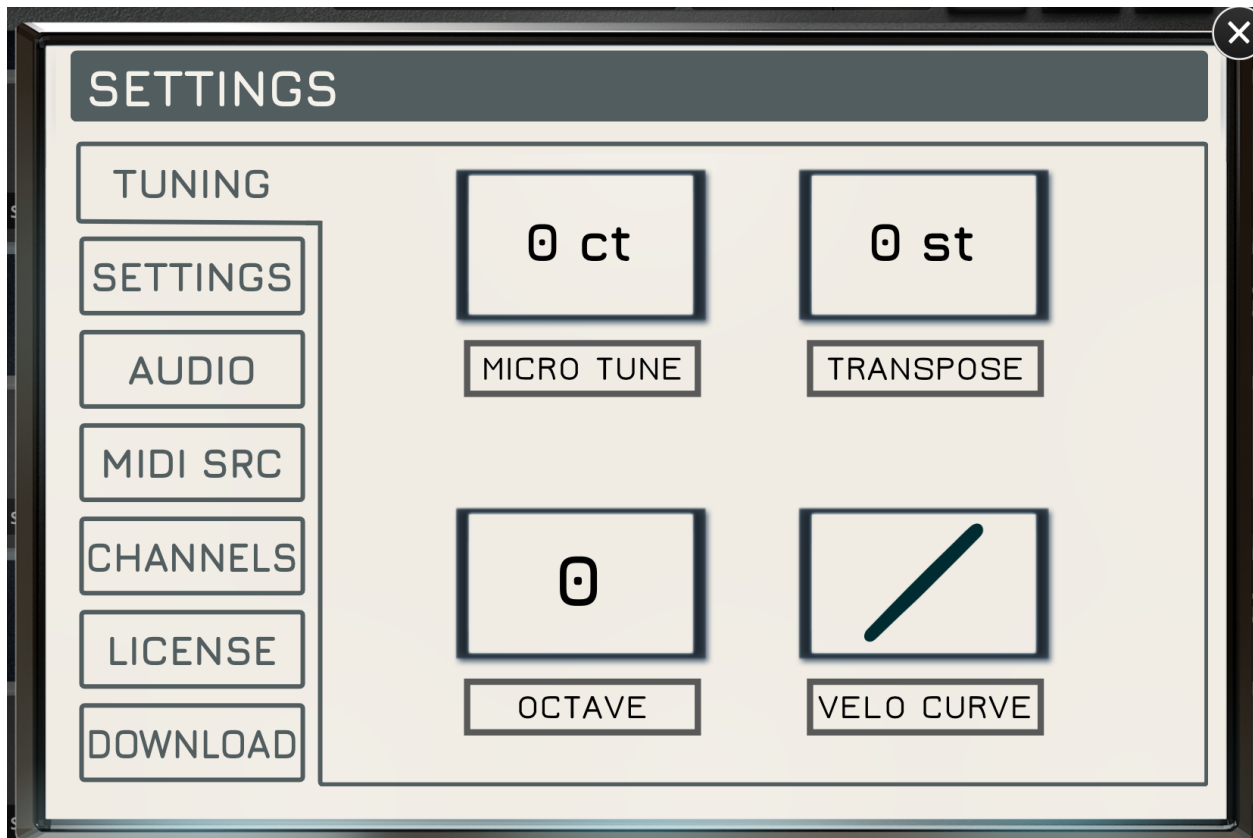 SETTINGS
TUNING
SETTINGS
AUDIO
MIDI SRC
CHANNELS
LICENSE
DOWNLOAD
0 ct
0 st
MICRO TUNE
TRANSPOSE
0
OCTAVE
VELO CURVE